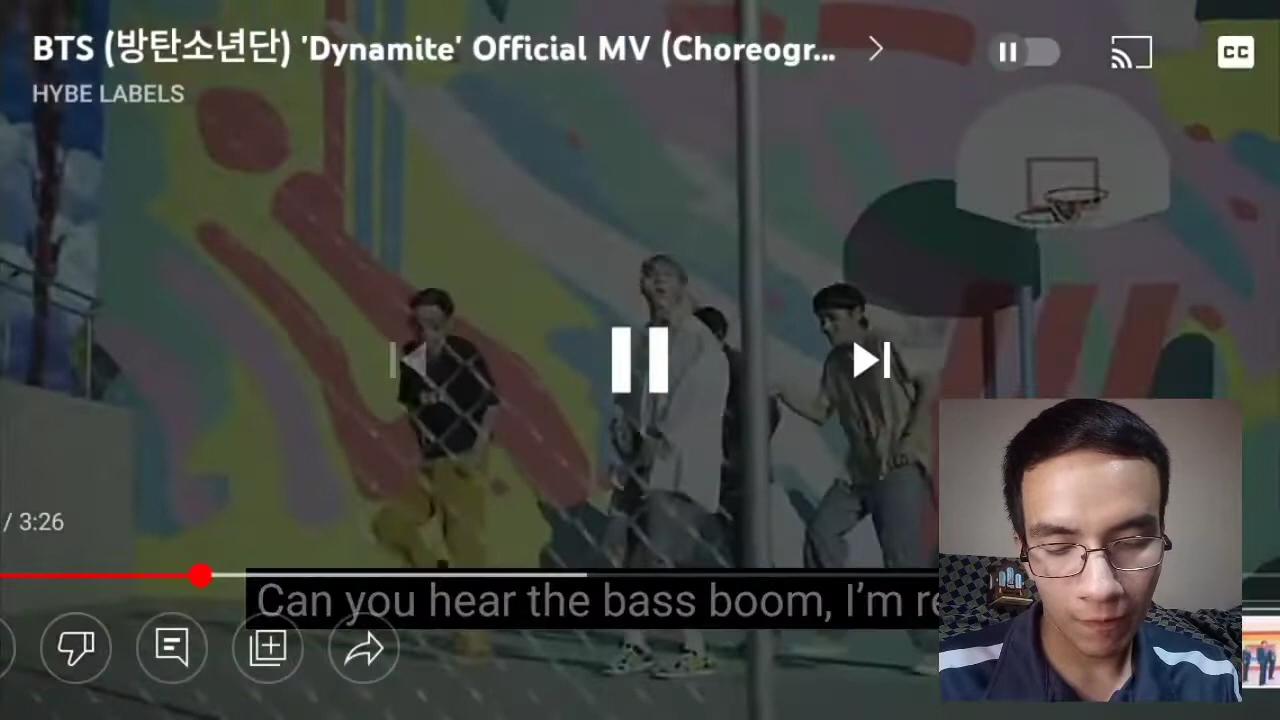 BTS (방탄소년단) 'Dynamite' Official MV (Choreogr...
CC
HYBE LABELS
/ 3:26
Can you hear the bass boom, I'm re